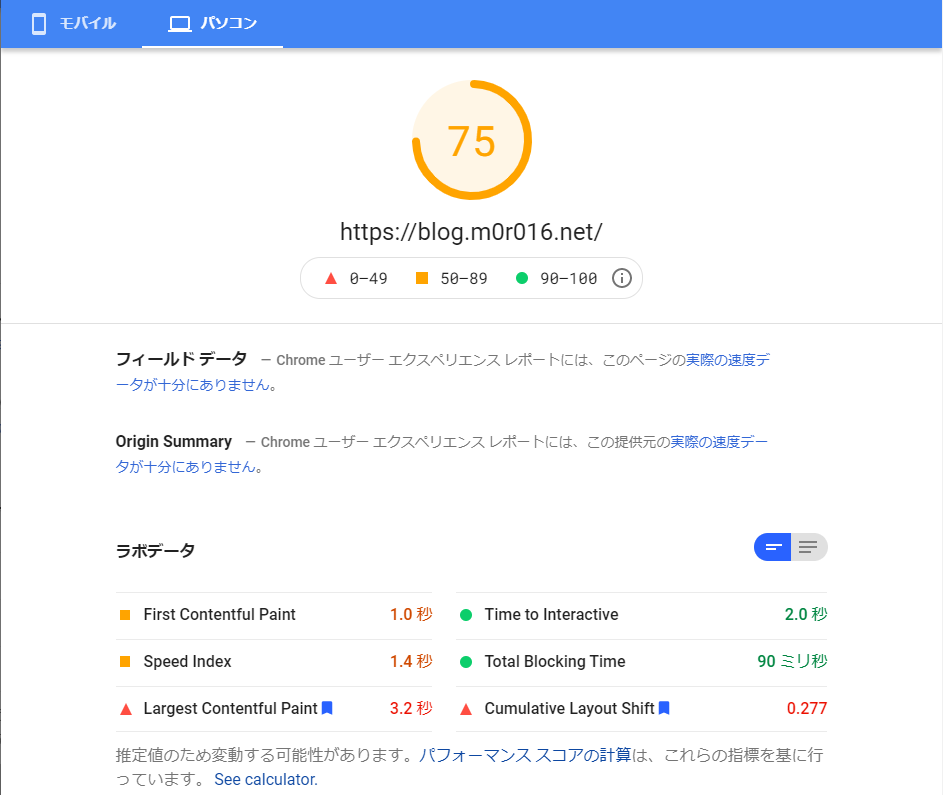 モバイル パソコン
75
https://blog.m0r016.net/
0–49 50–89 90–100
フィールド データ — Chrome ユーザー エクスペリエンス レポートには、このページの実際の速度デ
ータが十分にありません。
Origin Summary — Chrome ユーザー エクスペリエンス レポートには、この提供元の実際の速度デー
タが十分にありません。
ラボデータ
First Contentful Paint 1.0 秒 Time to Interactive 2.0 秒
Speed Index 1.4 秒 Total Blocking Time 90 ミリ秒
Largest Contentful Paint 3.2 秒 Cumulative Layout Shift 0.277
推定値のため変動する可能性があります。パフォーマンス スコアの計算は、これらの指標を基に行
っています。 See calculator.